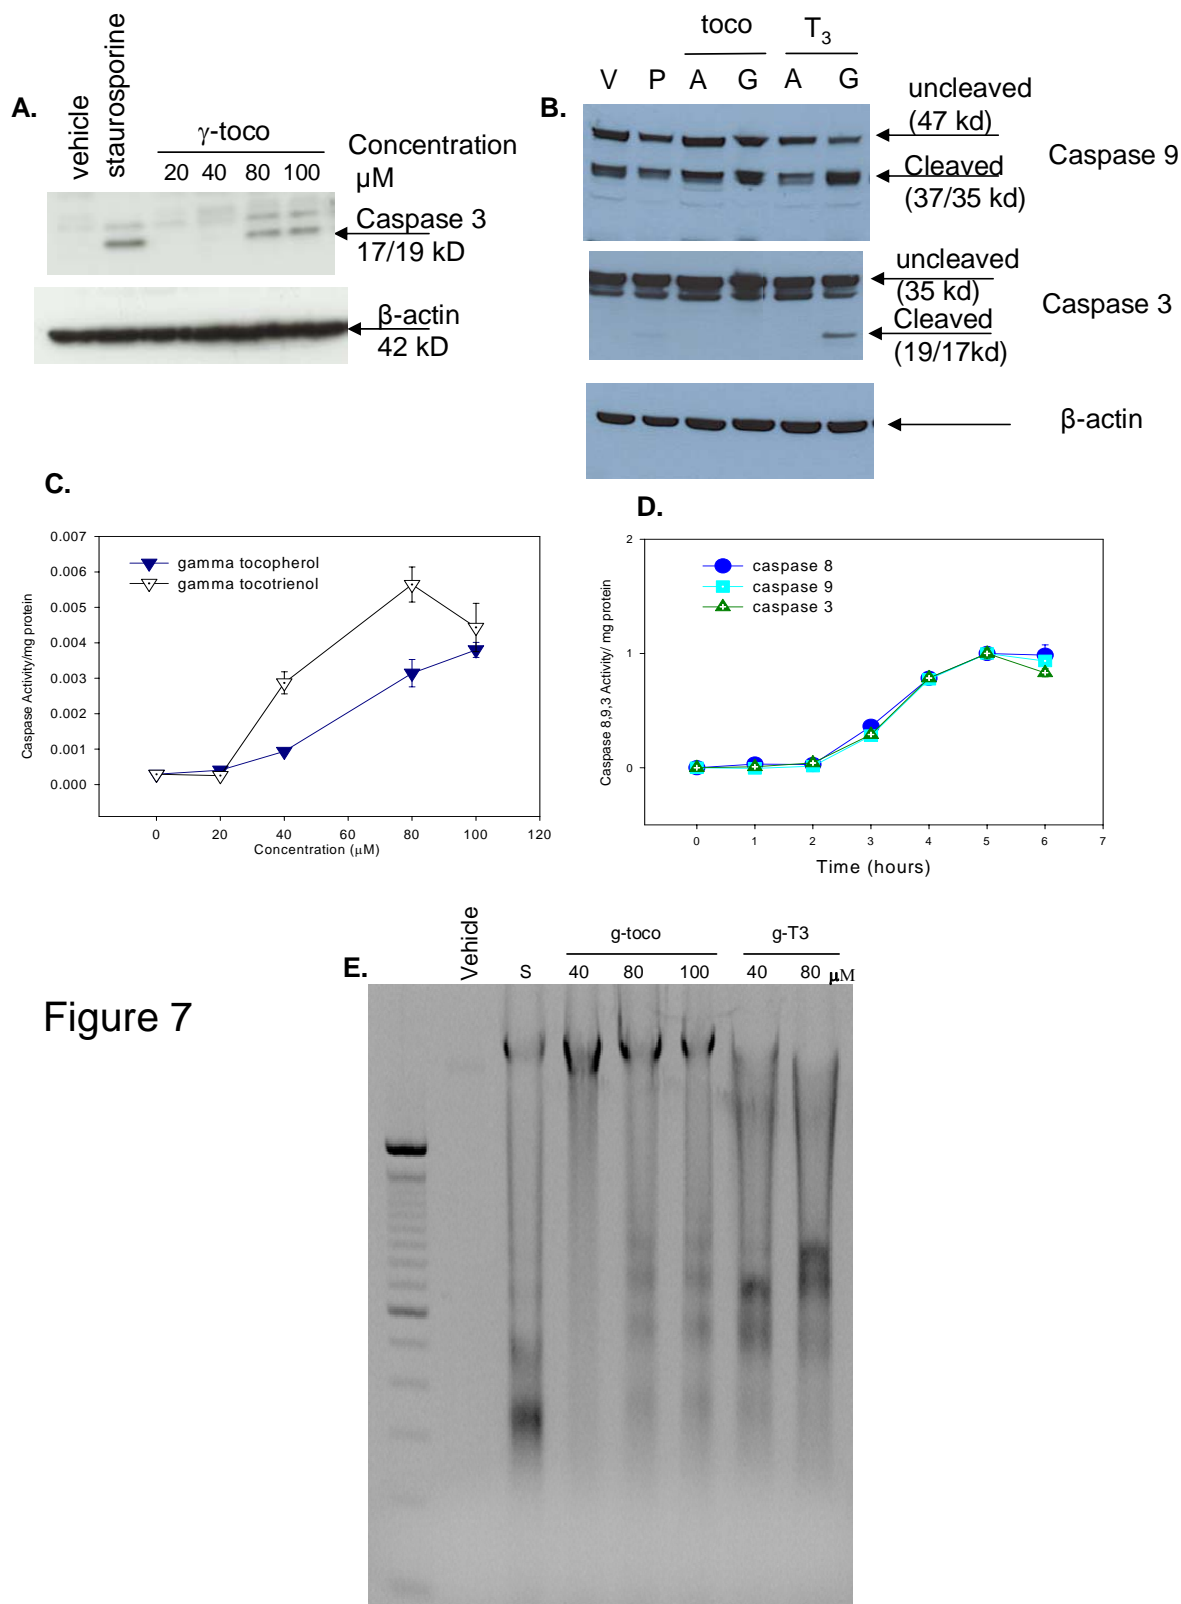 A.
vehicle
staurosporine
γ-toco
20 40 80 100
Concentration
µM
Caspase 3
17/19 kD
β-actin
42 kD
B.
toco T3
V P A G A G
uncleaved
(47 kd)
Cleaved
(37/35 kd)
Caspase 9
uncleaved
(35 kd)
Cleaved
(19/17kd)
Caspase 3
β-actin
C.
0.007
0.006
0.005
0.004
0.003
0.002
0.001
0.000
Caspase Activity/mg protein
gamma tocopherol
gamma tocotrienol
0 20 40 60 80 100 120
Concentration (µM)
D.
2
1
0
Caspase 8,9,3 Activity/ mg protein
caspase 8
caspase 9
caspase 3
0 1 2 3 4 5 6 7
Time (hours)
E.
Vehicle
S
g-toco g-T3
40 80 100 40 80 µM
Figure 7